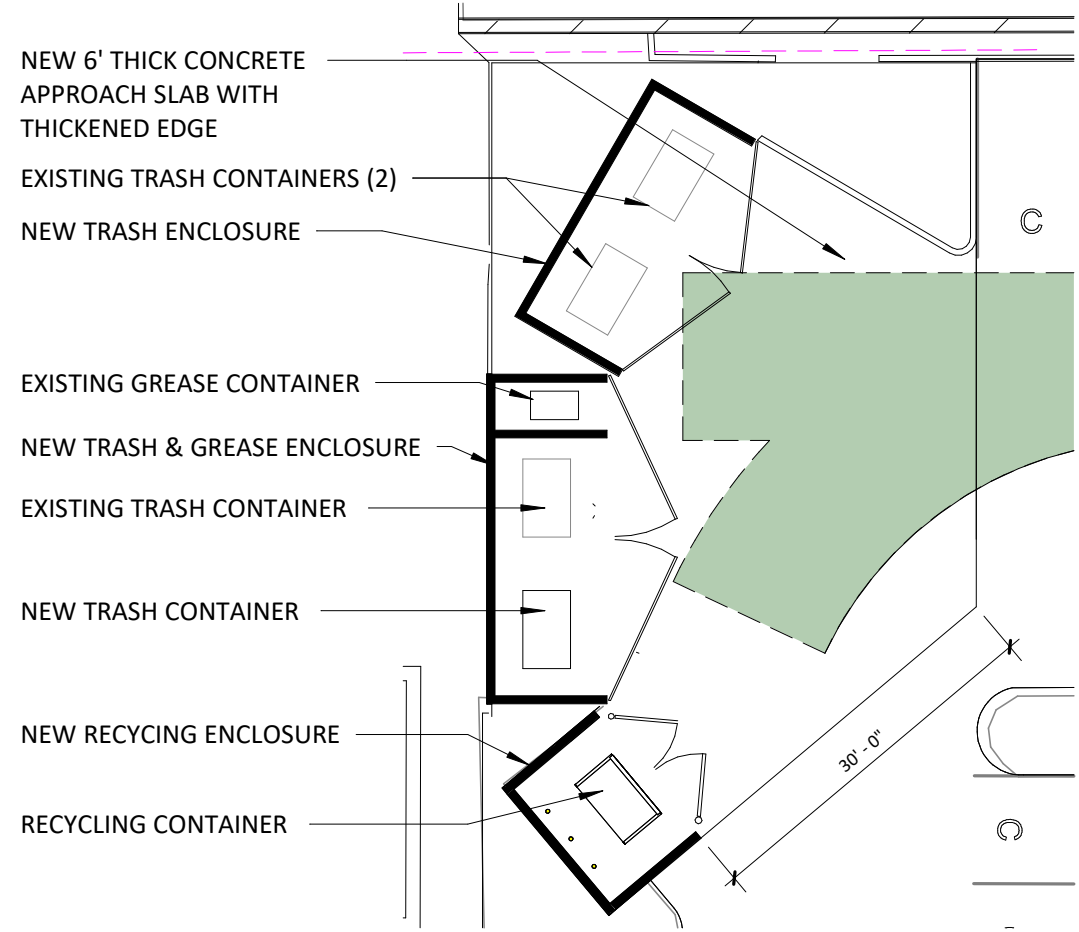 NEW 6' THICK CONCRETE
APPROACH SLAB WITH
THICKENED EDGE
EXISTING TRASH CONTAINERS (2)
NEW TRASH ENCLOSURE
C
EXISTING GREASE CONTAINER
NEW TRASH & GREASE ENCLOSURE
EXISTING TRASH CONTAINER
NEW TRASH CONTAINER
NEW RECYCING ENCLOSURE
30' - 0"
RECYCLING CONTAINER
C